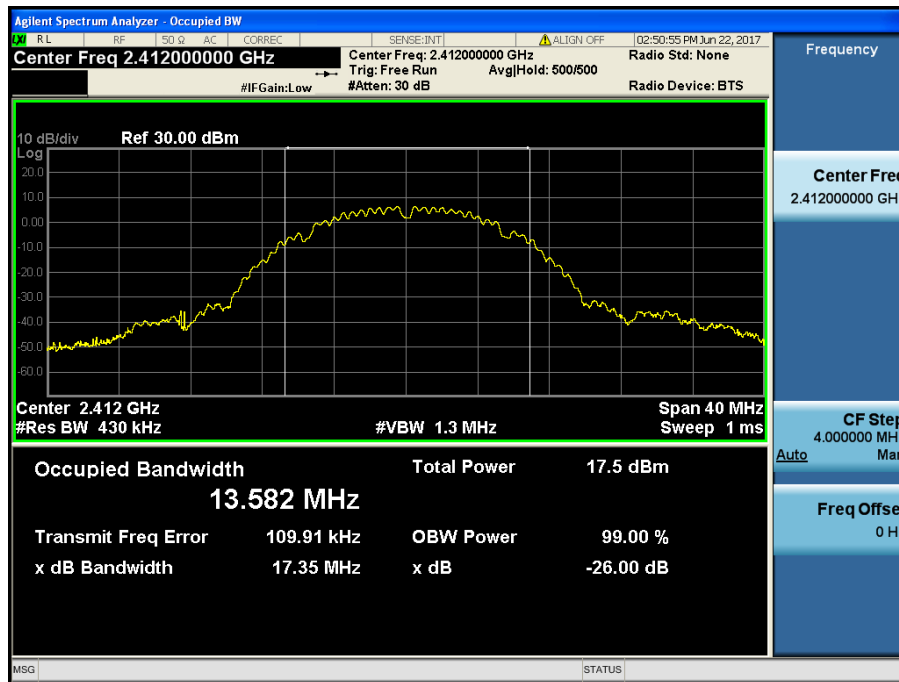 Agilent Spectrum Analyzer - Occupied BW
LXI RL RF 50 Ω AC CORREC SENSE:INT ALIGN OFF 02:50:55 PM Jun 22, 2017
Center Freq 2.412000000 GHz
Center Freq: 2.412000000 GHz Radio Std: None
Trig: Free Run Avg|Hold: 500/500
#IFGain:Low #Atten: 30 dB Radio Device: BTS
10 dB/div Ref 30.00 dBm
Log
20.0
10.0
0.00
-10.0
-20.0
-30.0
-40.0
-50.0
-60.0
Center 2.412 GHz Span 40 MHz
#Res BW 430 kHz #VBW 1.3 MHz Sweep 1 ms
Occupied Bandwidth Total Power 17.5 dBm
13.582 MHz
Transmit Freq Error 109.91 kHz OBW Power 99.00 %
x dB Bandwidth 17.35 MHz x dB -26.00 dB
Frequency
Center Fre
2.412000000 GH
CF Step
4.000000 MH
Auto Ma
Freq Offse
0 H
MSG STATUS